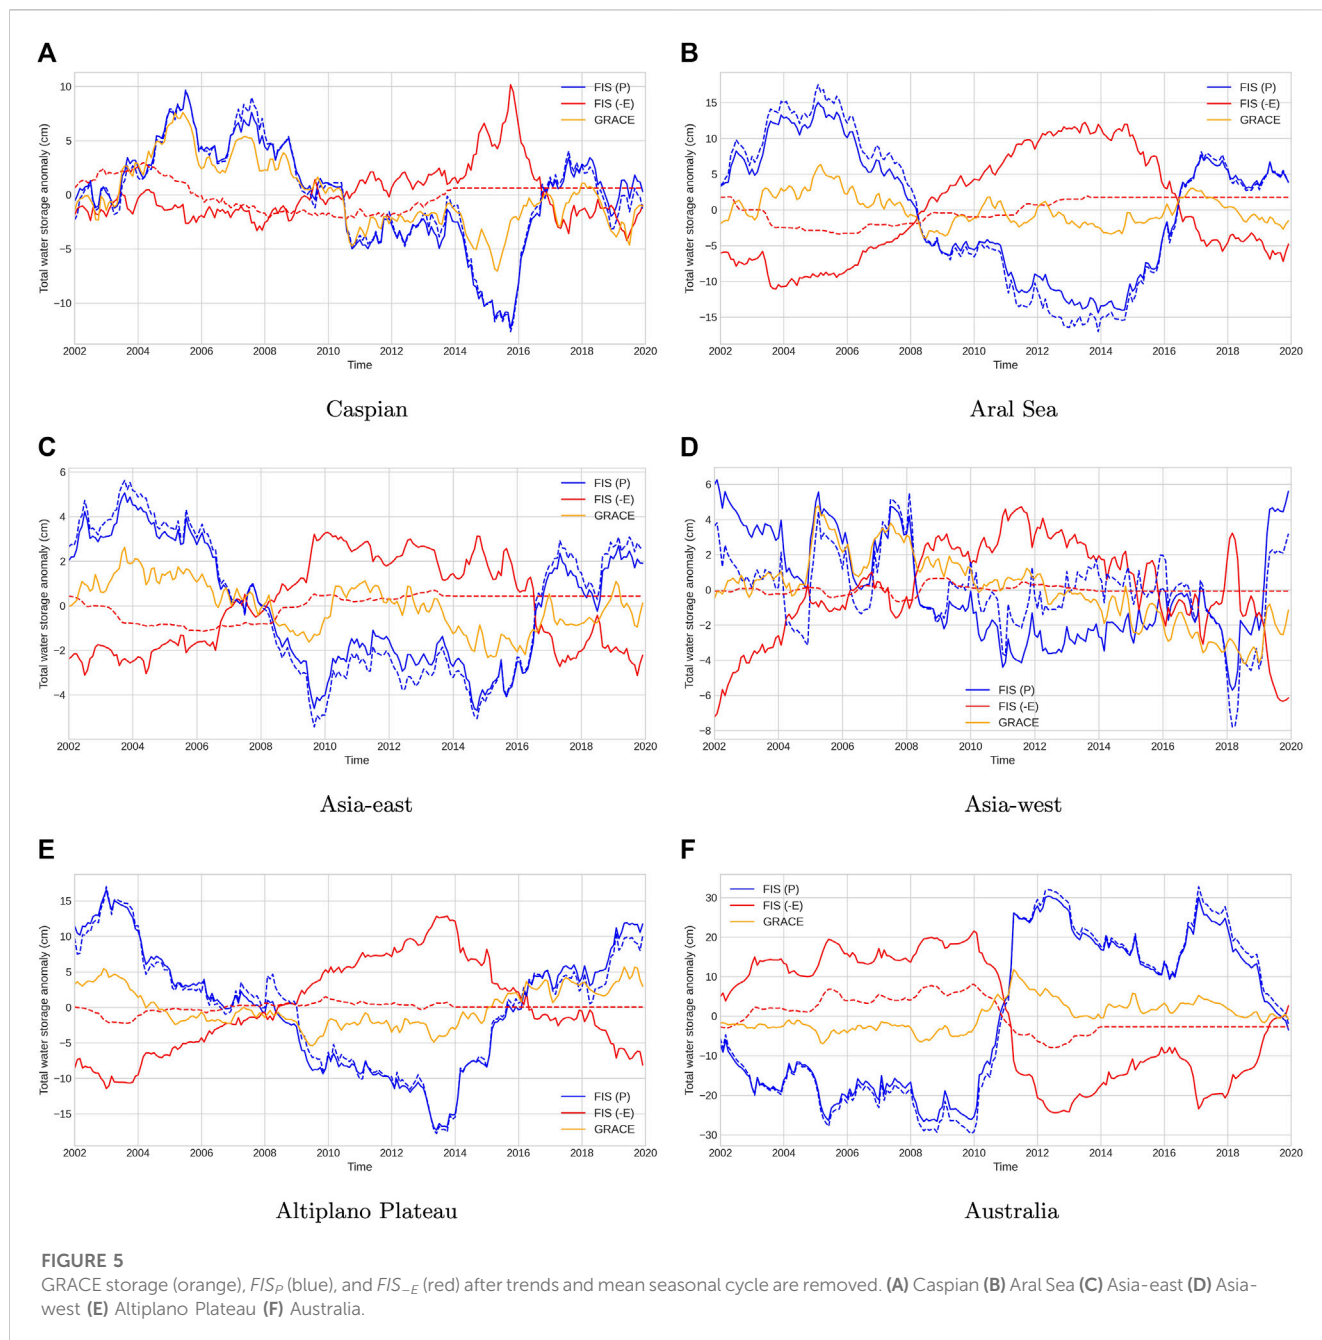 A
Total water storage anomaly (cm)
10
5
0
−5
−10
FIS (P)
FIS (-E)
GRACE
2002 2004 2006 2008 2010 2012 2014 2016 2018 2020
Time
Caspian
B
Total water storage anomaly (cm)
15
10
5
0
−5
−10
−15
FIS (P)
FIS (-E)
GRACE
2002 2004 2006 2008 2010 2012 2014 2016 2018 2020
Time
Aral Sea
C
Total water storage anomaly (cm)
6
4
2
0
−2
−4
FIS (P)
FIS (-E)
GRACE
2002 2004 2006 2008 2010 2012 2014 2016 2018 2020
Time
Asia-east
D
Total water storage anomaly (cm)
6
4
2
0
−2
−4
−6
−8
FIS (P)
FIS (-E)
GRACE
2002 2004 2006 2008 2010 2012 2014 2016 2018 2020
Time
Asia-west
E
Total water storage anomaly (cm)
15
10
5
0
−5
−10
−15
FIS (P)
FIS (-E)
GRACE
2002 2004 2006 2008 2010 2012 2014 2016 2018 2020
Time
Altiplano Plateau
F
Total water storage anomaly (cm)
30
20
10
0
−10
−20
−30
FIS (P)
FIS (-E)
GRACE
2002 2004 2006 2008 2010 2012 2014 2016 2018 2020
Time
Australia
FIGURE 5
GRACE storage (orange), FIS_P (blue), and FIS_−E (red) after trends and mean seasonal cycle are removed. (A) Caspian (B) Aral Sea (C) Asia-east (D) Asia-
west (E) Altiplano Plateau (F) Australia.